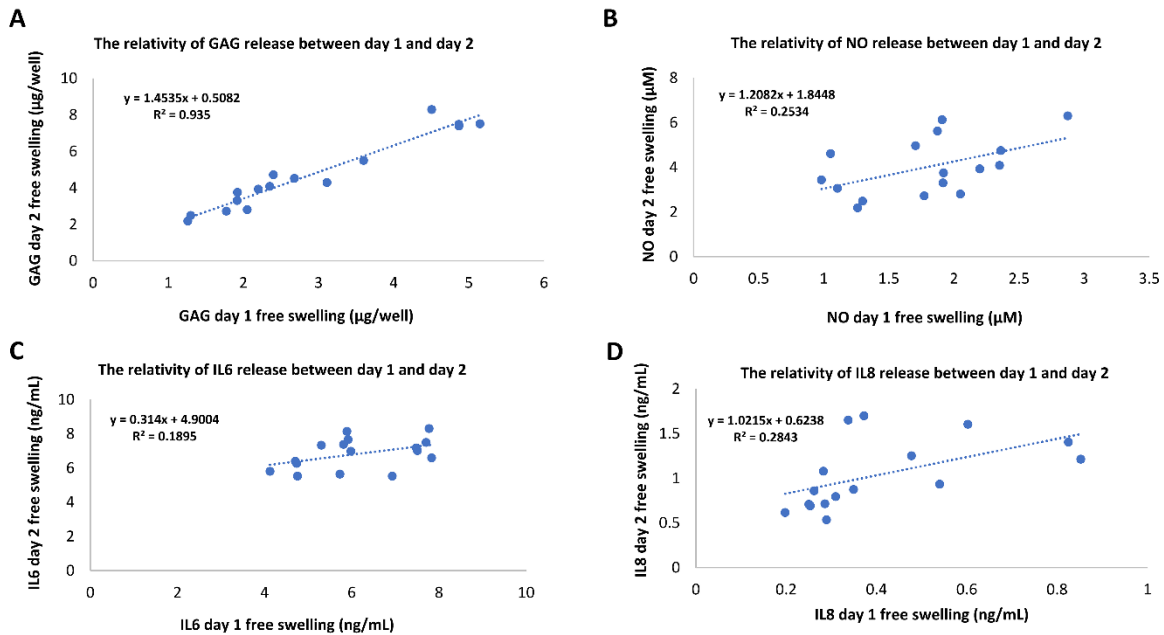 A
The relativity of GAG release between day 1 and day 2
GAG day 2 free swelling (µg/well)
10
8
6
4
2
0
y = 1.4535x + 0.5082
R² = 0.935
0 1 2 3 4 5 6
GAG day 1 free swelling (µg/well)
B
The relativity of NO release between day 1 and day 2
NO day 2 free swelling (µM)
8
6
4
2
0
y = 1.2082x + 1.8448
R² = 0.2534
0 0.5 1 1.5 2 2.5 3 3.5
NO day 1 free swelling (µM)
C
The relativity of IL6 release between day 1 and day 2
IL6 day 2 free swelling (ng/mL)
10
8
6
4
2
0
y = 0.314x + 4.9004
R² = 0.1895
0 2 4 6 8 10
IL6 day 1 free swelling (ng/mL)
D
The relativity of IL8 release between day 1 and day 2
IL8 day 2 free swelling (ng/mL)
2
1.5
1
0.5
0
y = 1.0215x + 0.6238
R² = 0.2843
0 0.2 0.4 0.6 0.8 1
IL8 day 1 free swelling (ng/mL)